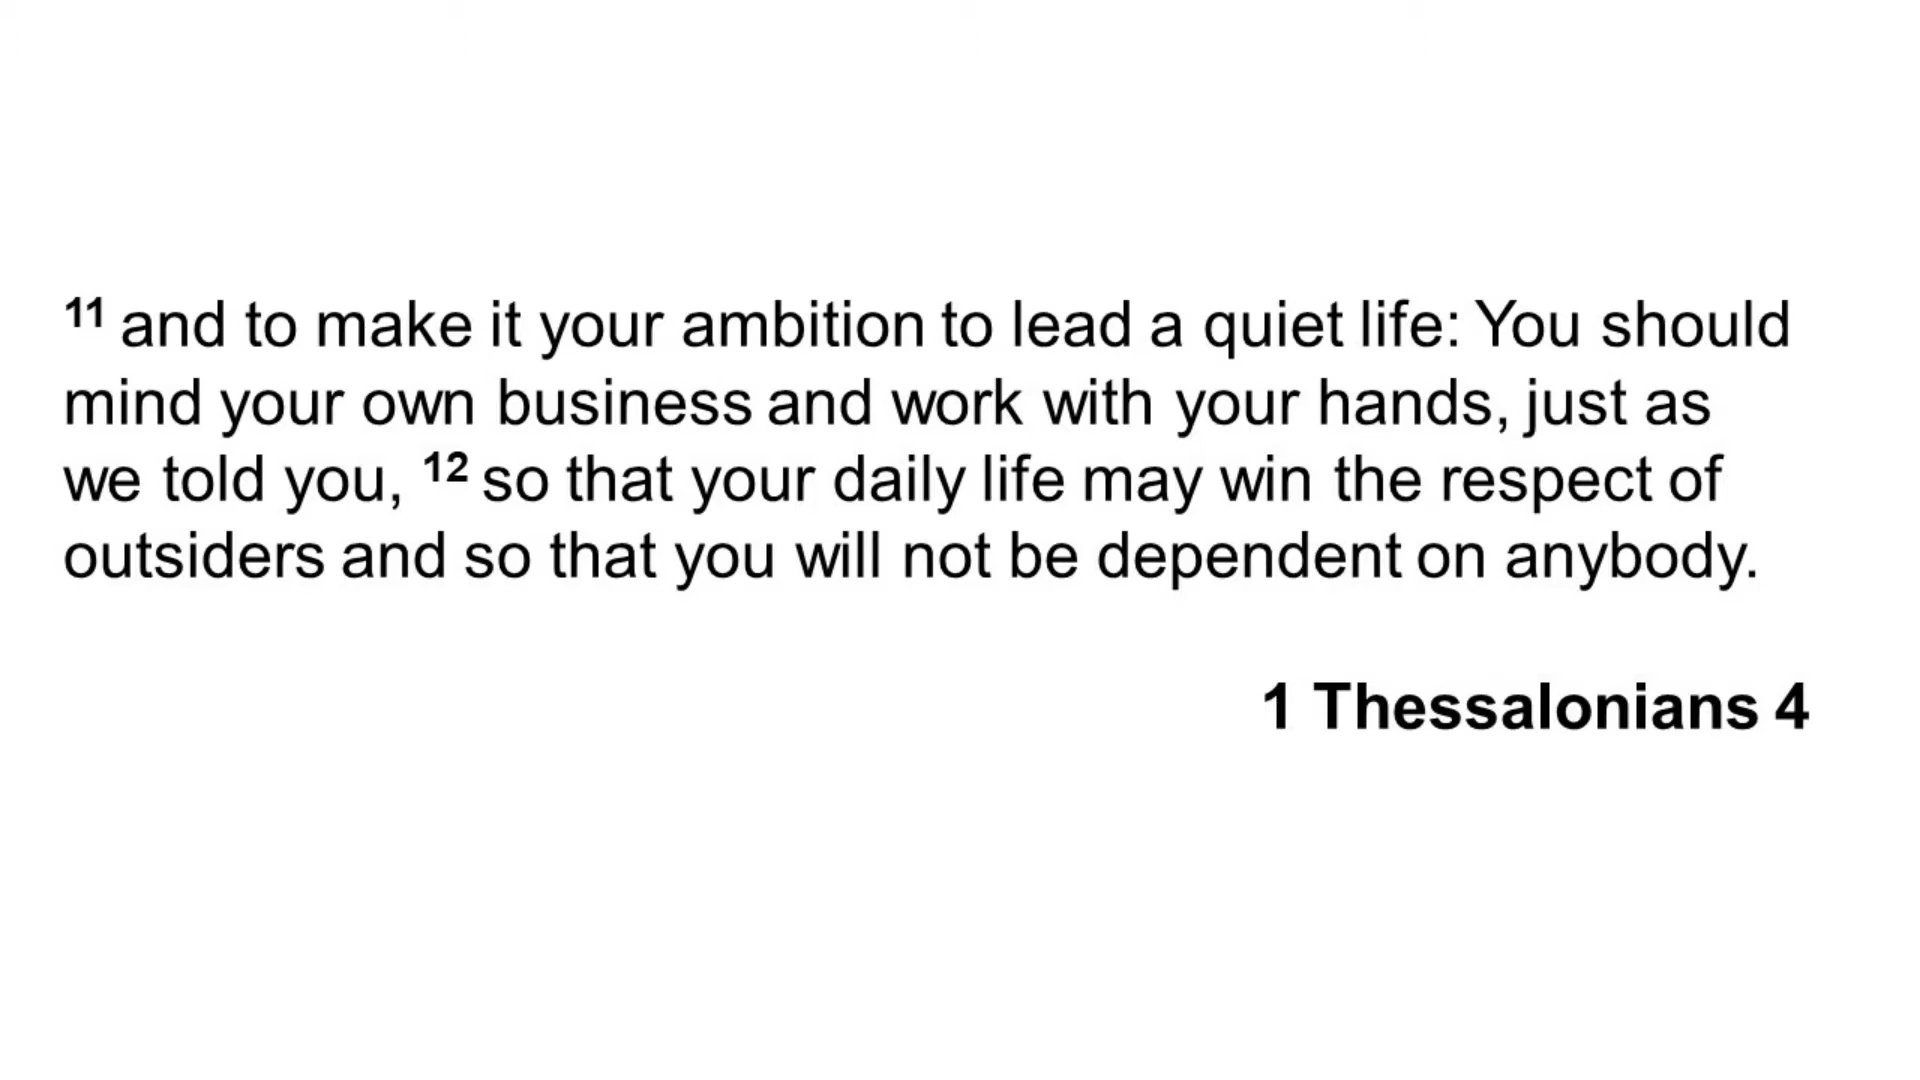 11 and to make it your ambition to lead a quiet life: You should
mind your own business and work with your hands, just as
we told you, 12 so that your daily life may win the respect of
outsiders and so that you will not be dependent on anybody.
1 Thessalonians 4